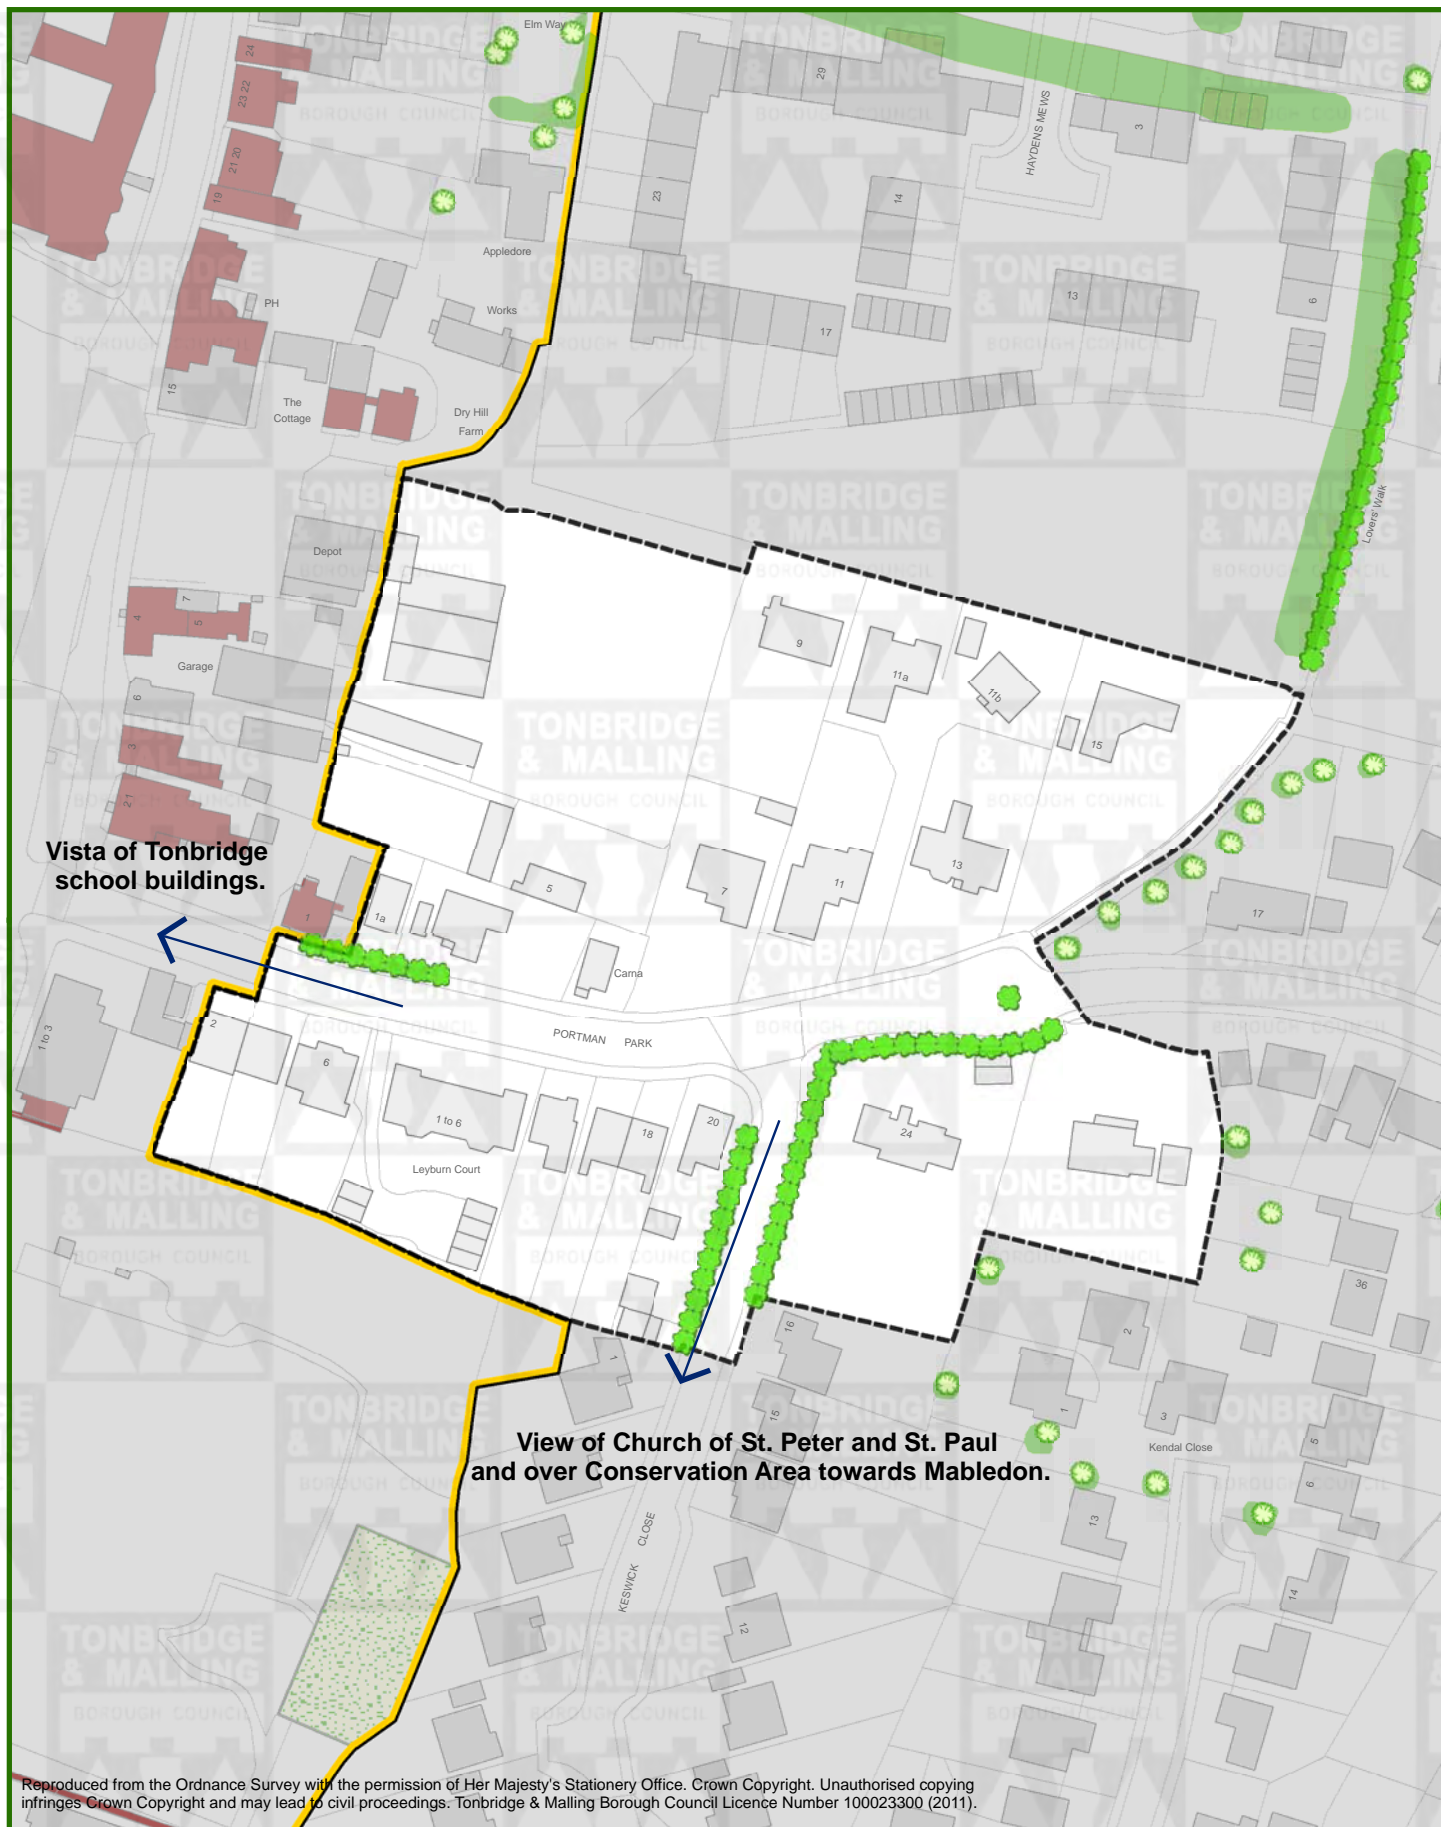 Elm Way
24
23 22
21 20
19
PH
15
The
Cottage
Appledore
Works
Dry Hill
Farm
29
23
14
17
HAYDENS MEWS
3
13
6
Lovers' Walk
Depot
7
4
5
Garage
6
3
2 1
9
11a
11b
15
Vista of Tonbridge
school buildings.
1
1a
5
7
11
13
17
Carna
PORTMAN PARK
1 to 3
2
6
1 to 6
Leyburn Court
18
20
24
36
16
1
15
2
1
3
Kendal Close
5
6
View of Church of St. Peter and St. Paul
and over Conservation Area towards Mabledon.
KESWICK CLOSE
13
12
14
TONBRIDGE
& MALLING
BOROUGH COUNCIL
Reproduced from the Ordnance Survey with the permission of Her Majesty's Stationery Office. Crown Copyright. Unauthorised copying
infringes Crown Copyright and may lead to civil proceedings. Tonbridge & Malling Borough Council Licence Number 100023300 (2011).